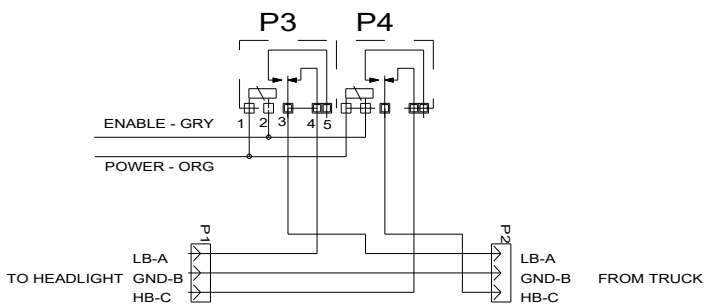 P3 P4
1 2 3 4 5
ENABLE - GRY
POWER - ORG
P1 P2
LB-A LB-A
TO HEADLIGHT GND-B GND-B FROM TRUCK
HB-C HB-C